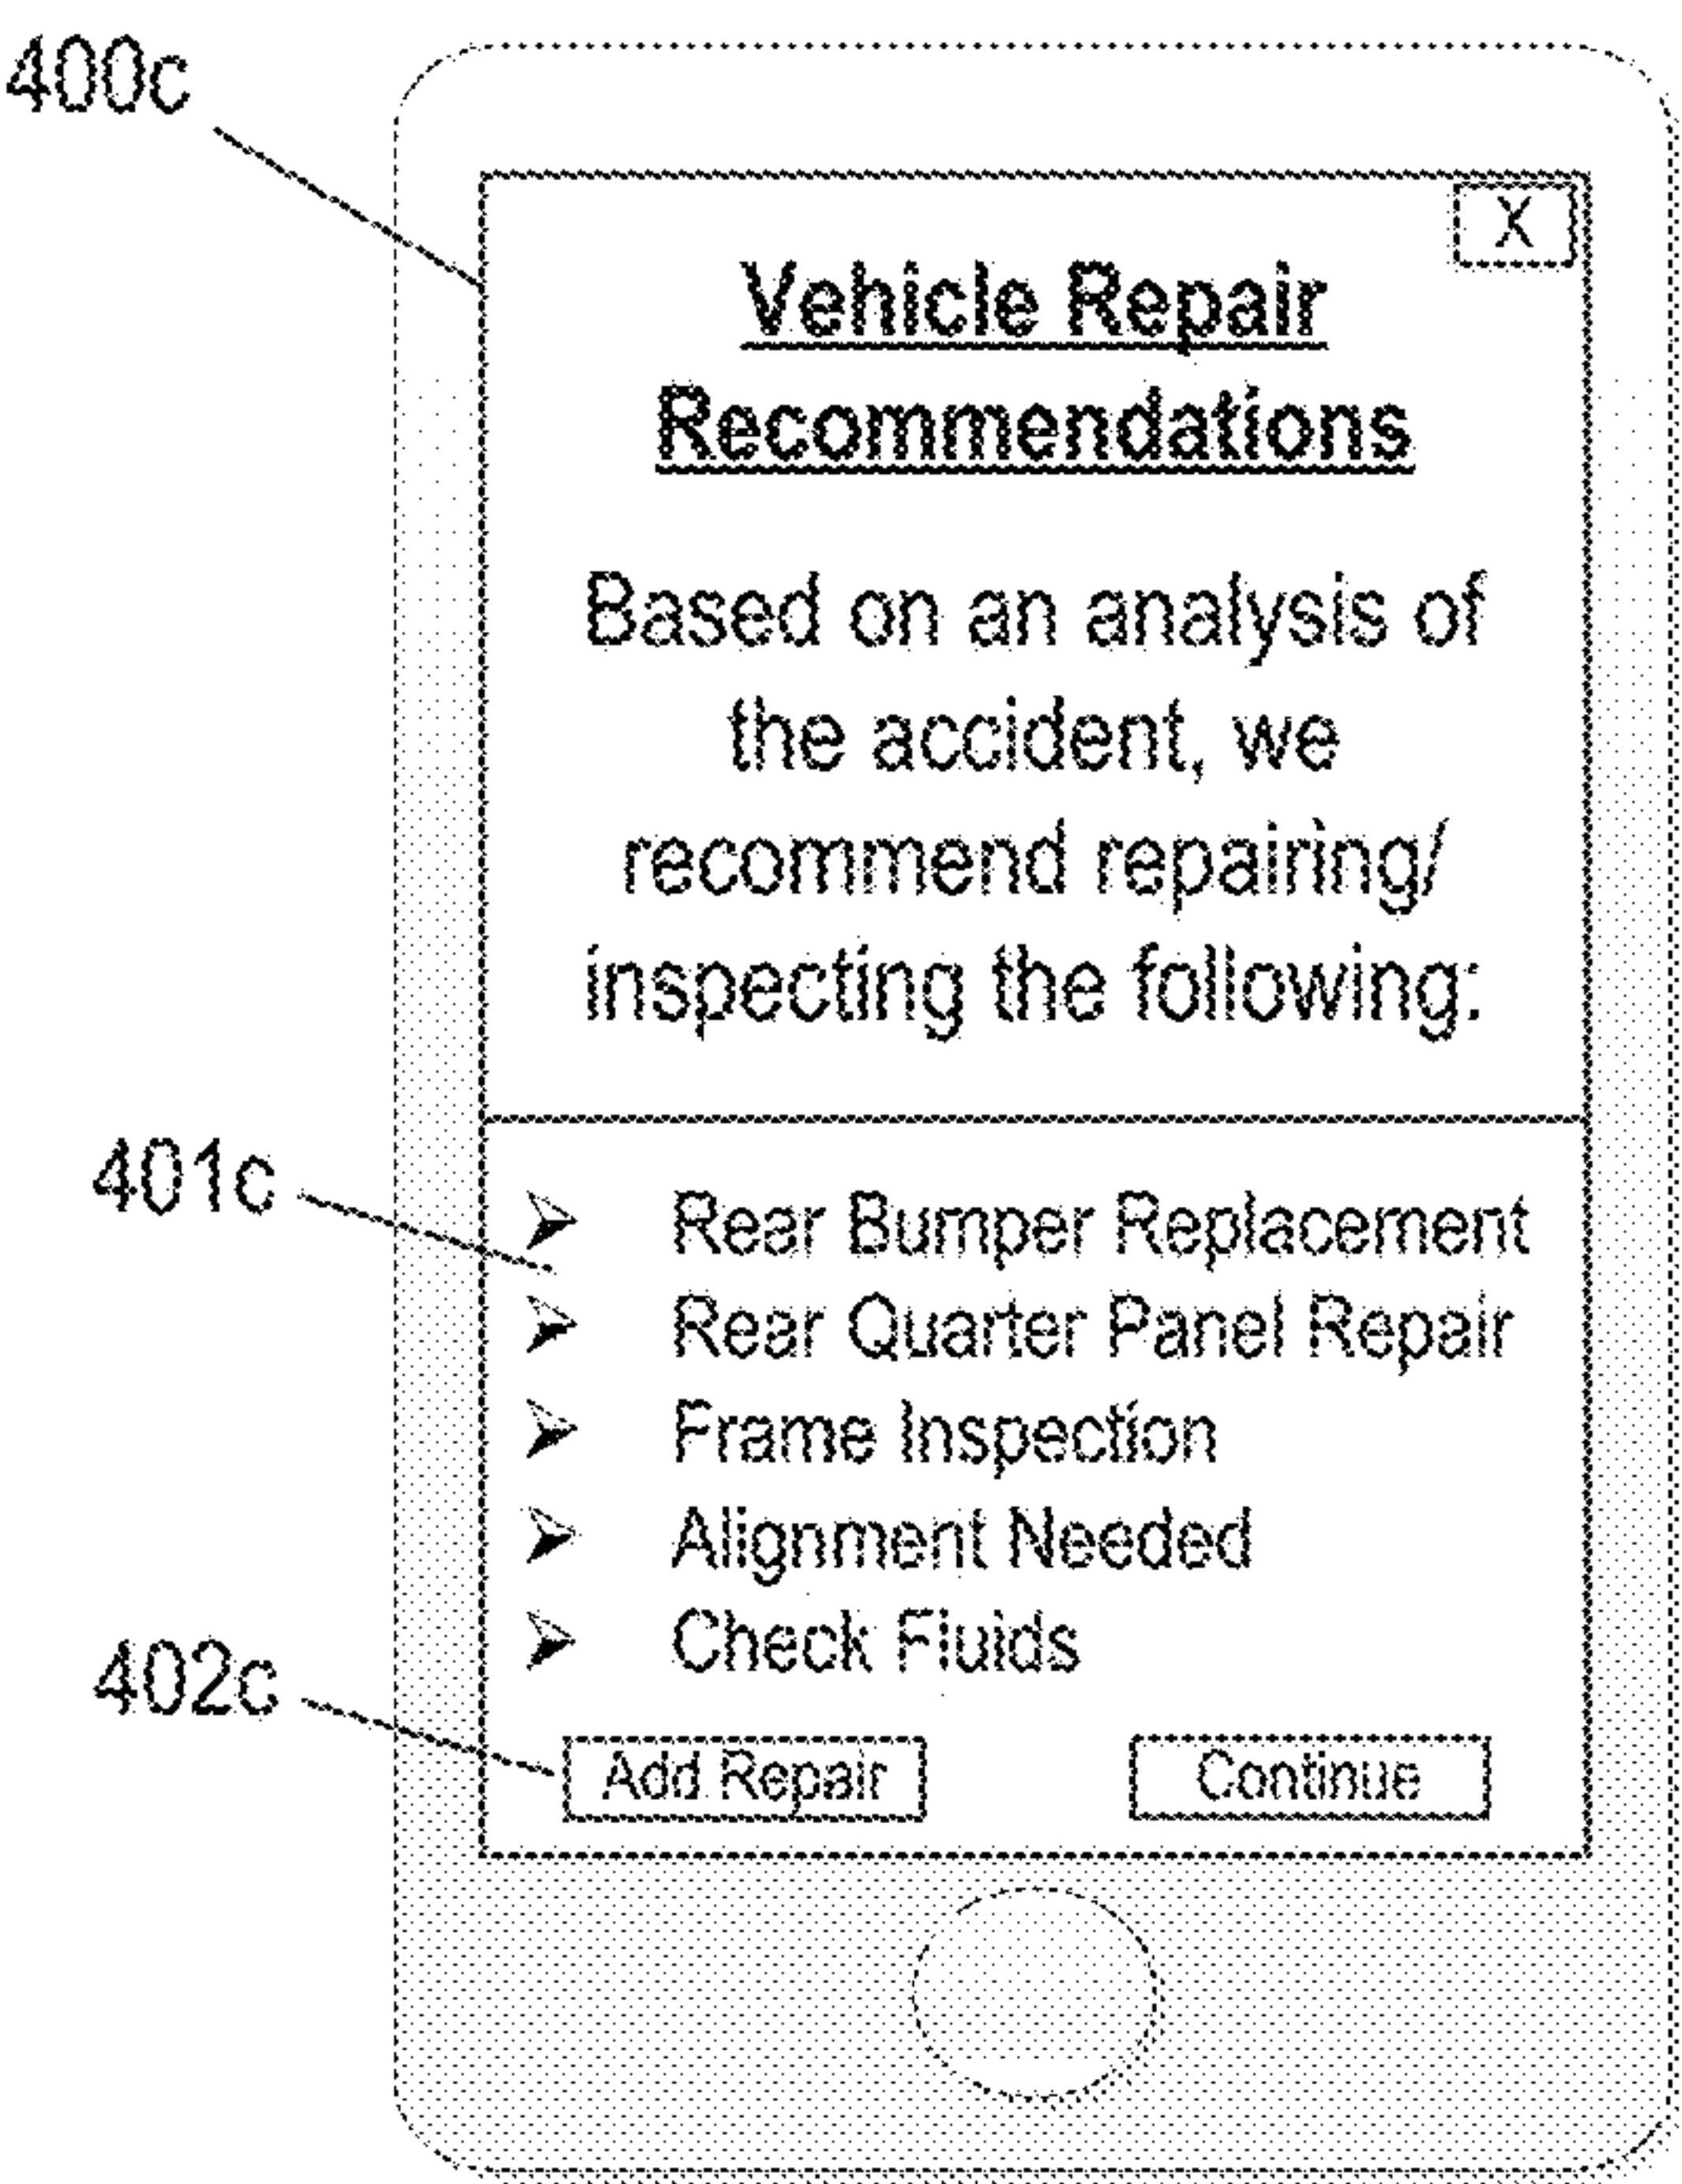 400c
X
Vehicle Repair
Recommendations
Based on an analysis of
the accident, we
recommend repairing/
inspecting the following:
401c
➢ Rear Bumper Replacement
➢ Rear Quarter Panel Repair
➢ Frame Inspection
➢ Alignment Needed
➢ Check Fluids
402c
Add Repair
Continue